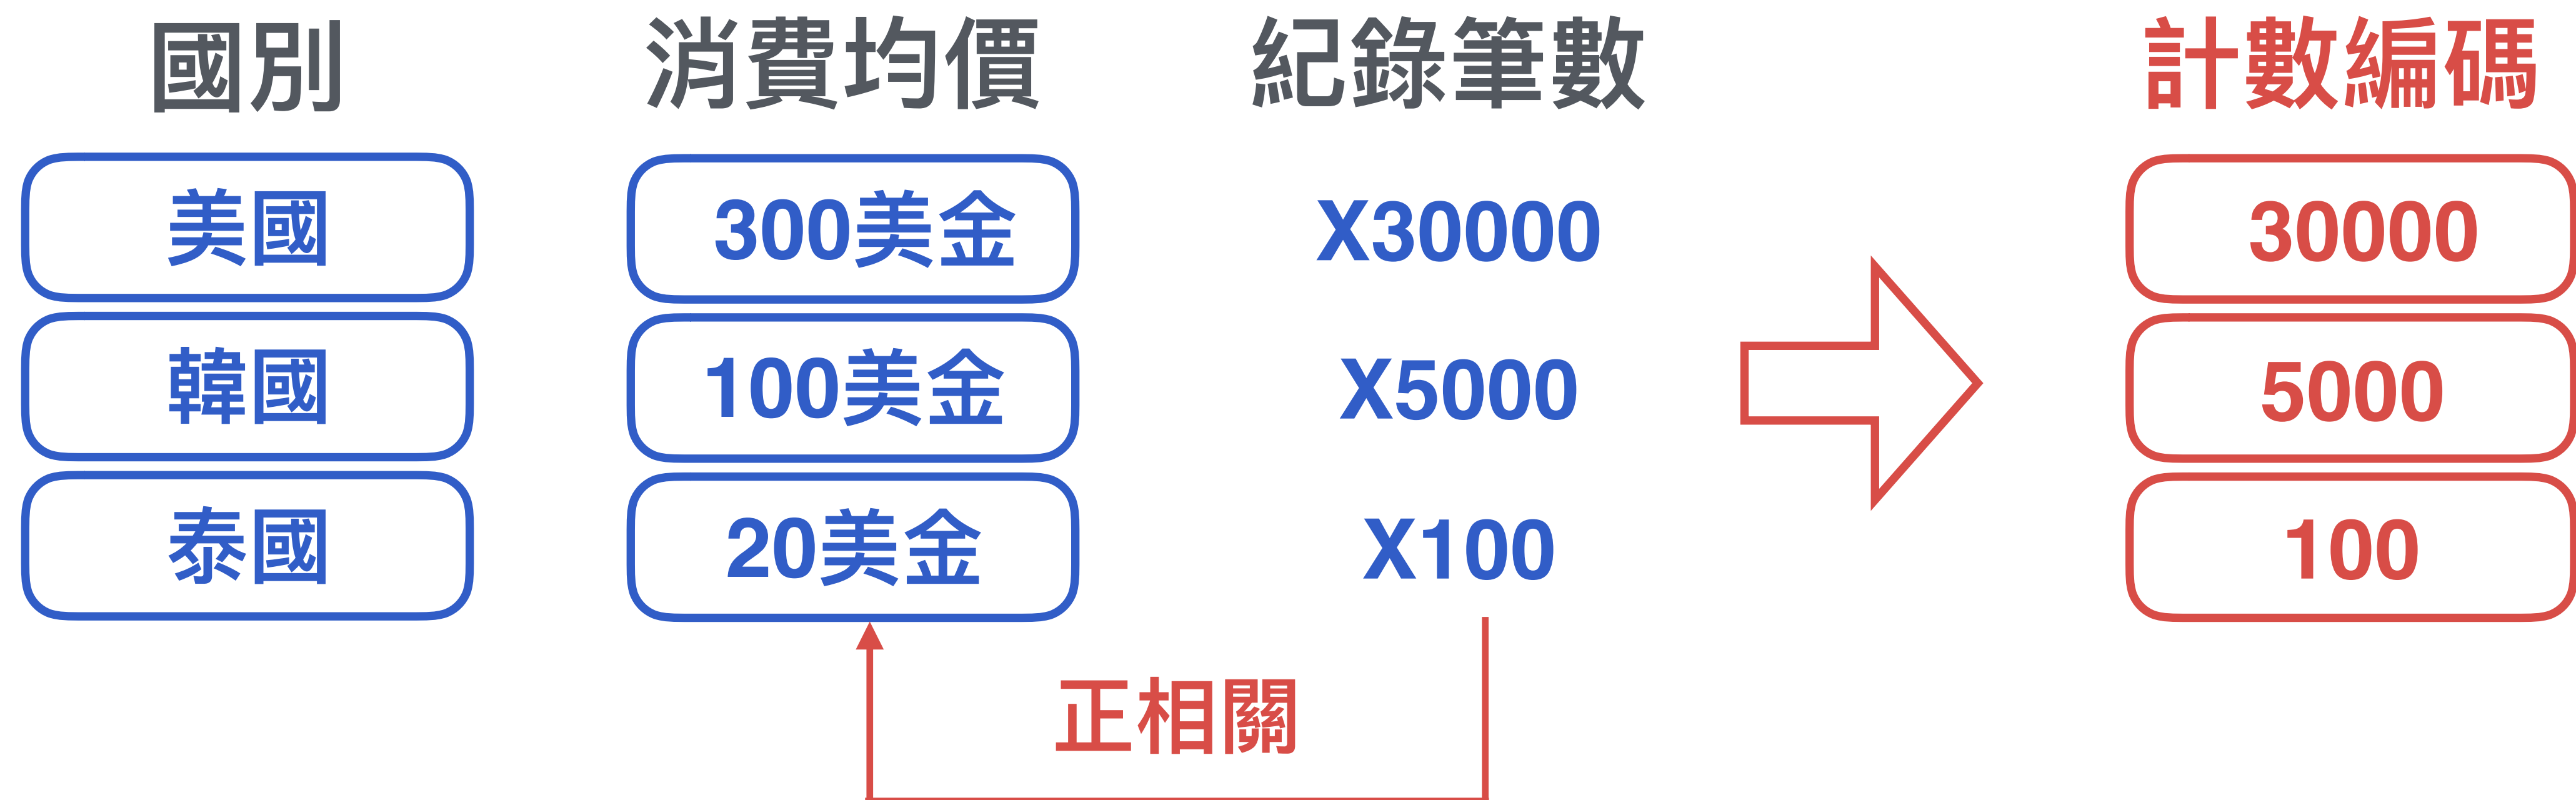 國別 消費均價 紀錄筆數 計數編碼
美國 300美金 X30000 30000
韓國 100美金 X5000 5000
泰國 20美金 X100 100
正相關